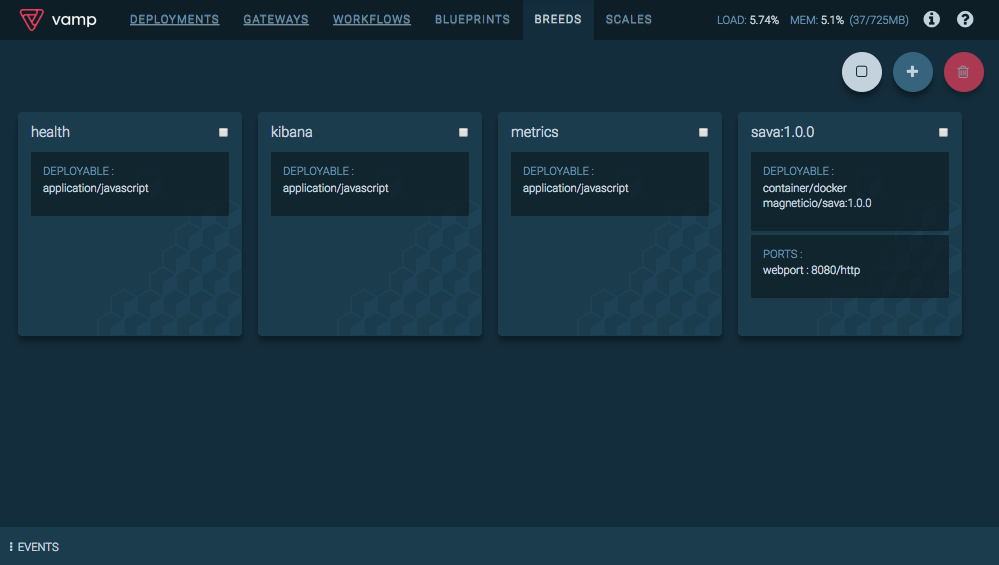 vamp
DEPLOYMENTS GATEWAYS WORKFLOWS BLUEPRINTS BREEDS SCALES
LOAD: 5.74% MEM: 5.1% (37/725MB)
health
DEPLOYABLE :
application/javascript
kibana
DEPLOYABLE :
application/javascript
metrics
DEPLOYABLE :
application/javascript
sava:1.0.0
DEPLOYABLE :
container/docker
magneticio/sava:1.0.0
PORTS :
webport : 8080/http
EVENTS